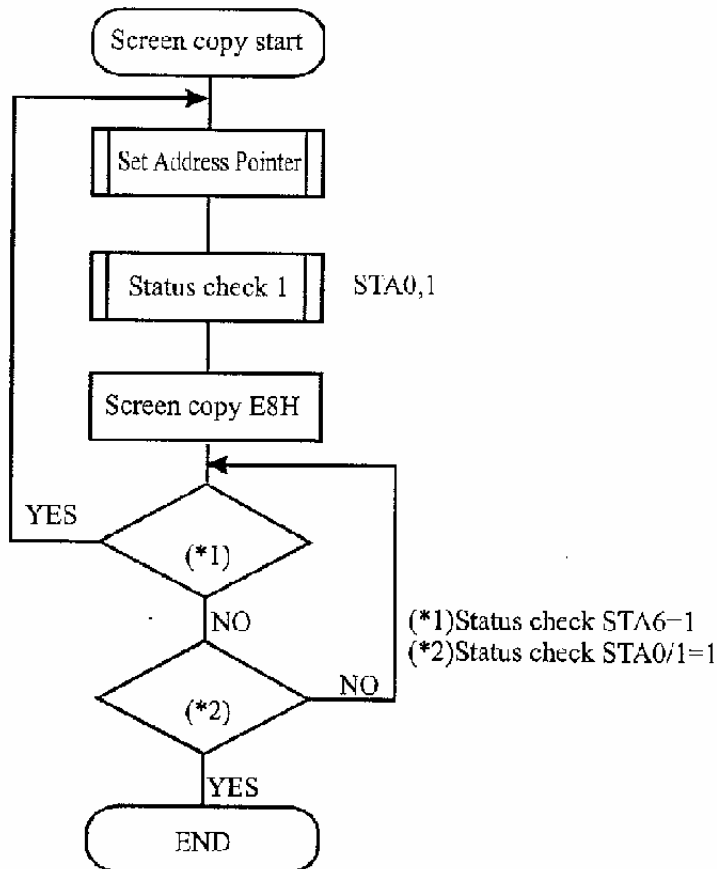 Screen copy start
Set Address Pointer
Status check 1
STA0,1
Screen copy E8H
YES
(*1)
NO
(*1)Status check STA6=1
(*2)Status check STA0/1=1
(*2)
NO
YES
END